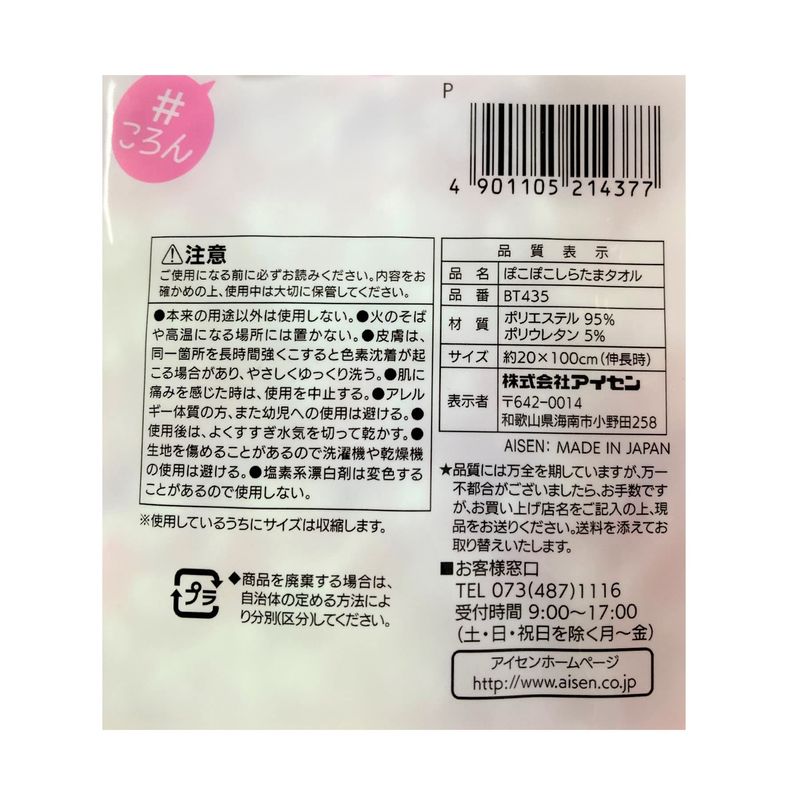 #
ころん
P
4 901105 214377
⚠注意
ご使用になる前に必ずお読みください。内容をお
確かめの上、使用中は大切に保管してください。
●本来の用途以外は使用しない。●火のそば
や高温になる場所には置かない。●皮膚は、
同一箇所を長時間強くこすると色素沈着が起
こる場合があり、やさしくゆっくり洗う。●肌に
痛みを感じた時は、使用を中止する。●アレル
ギー体質の方、また幼児への使用は避ける。●
使用後は、よくすすぎ水気を切って乾かす。●
生地を傷めることがあるので洗濯機や乾燥機
の使用は避ける。●塩素系漂白剤は変色する
ことがあるので使用しない。
※使用しているうちにサイズは収縮します。
プラ
◆商品を廃棄する場合は、
自治体の定める方法によ
り分別(区分)してください。
品質表示
品名 ぽこぽこしらたまタオル
品番 BT435
材質 ポリエステル 95%
ポリウレタン 5%
サイズ 約20×100cm(伸長時)
表示者 株式会社アイセン
〒642-0014
和歌山県海南市小野田258
AISEN: MADE IN JAPAN
★品質には万全を期していますが、万一
不都合がございましたら、お手数です
が、お買い上げ店名をご記入の上、現
品をお送りください。送料を添えてお
取り替えいたします。
■お客様窓口
TEL 073(487)1116
受付時間 9:00〜17:00
(土・日・祝日を除く月〜金)
アイセンホームページ
http://www.aisen.co.jp